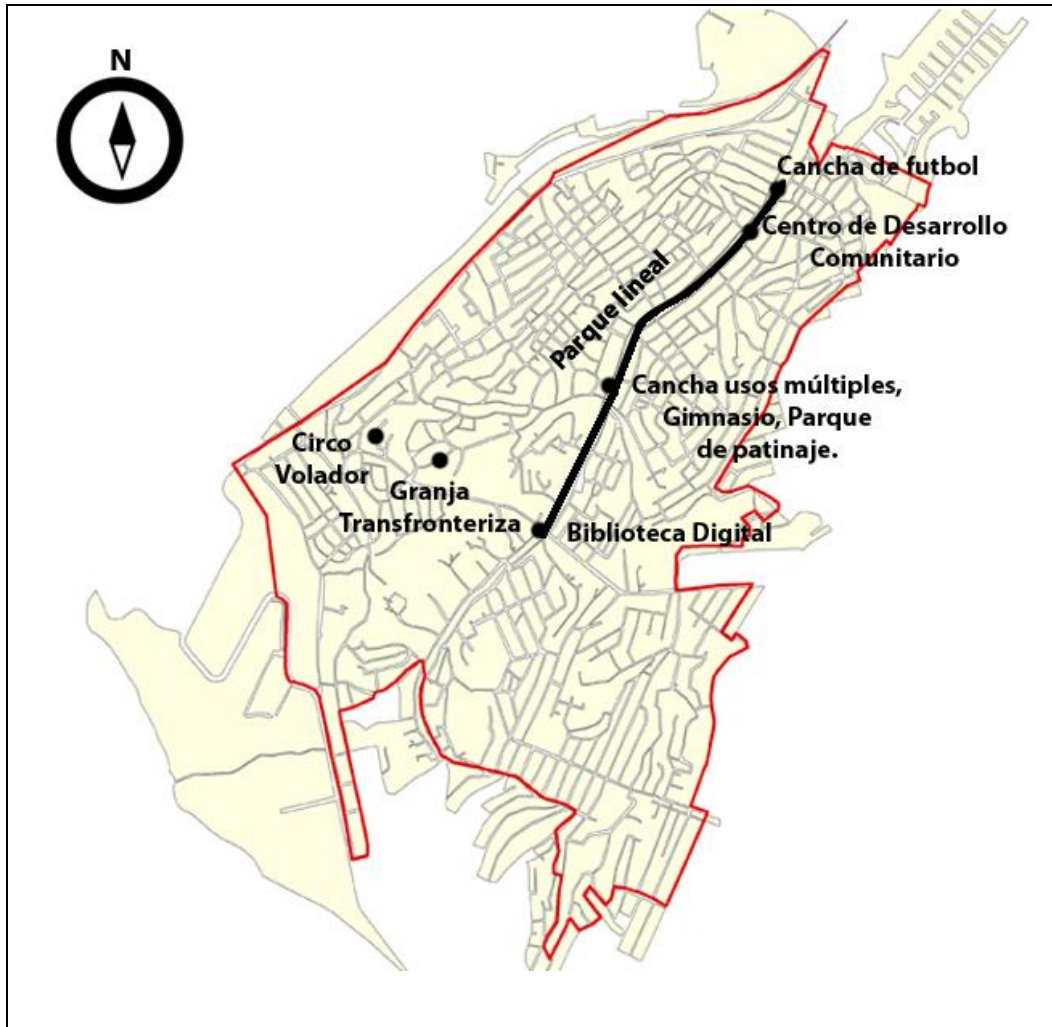 N
Cancha de futbol
Centro de Desarrollo
Comunitario
Parque lineal
Cancha usos múltiples,
Gimnasio, Parque
de patinaje.
Circo
Volador
Granja
Transfronteriza
Biblioteca Digital